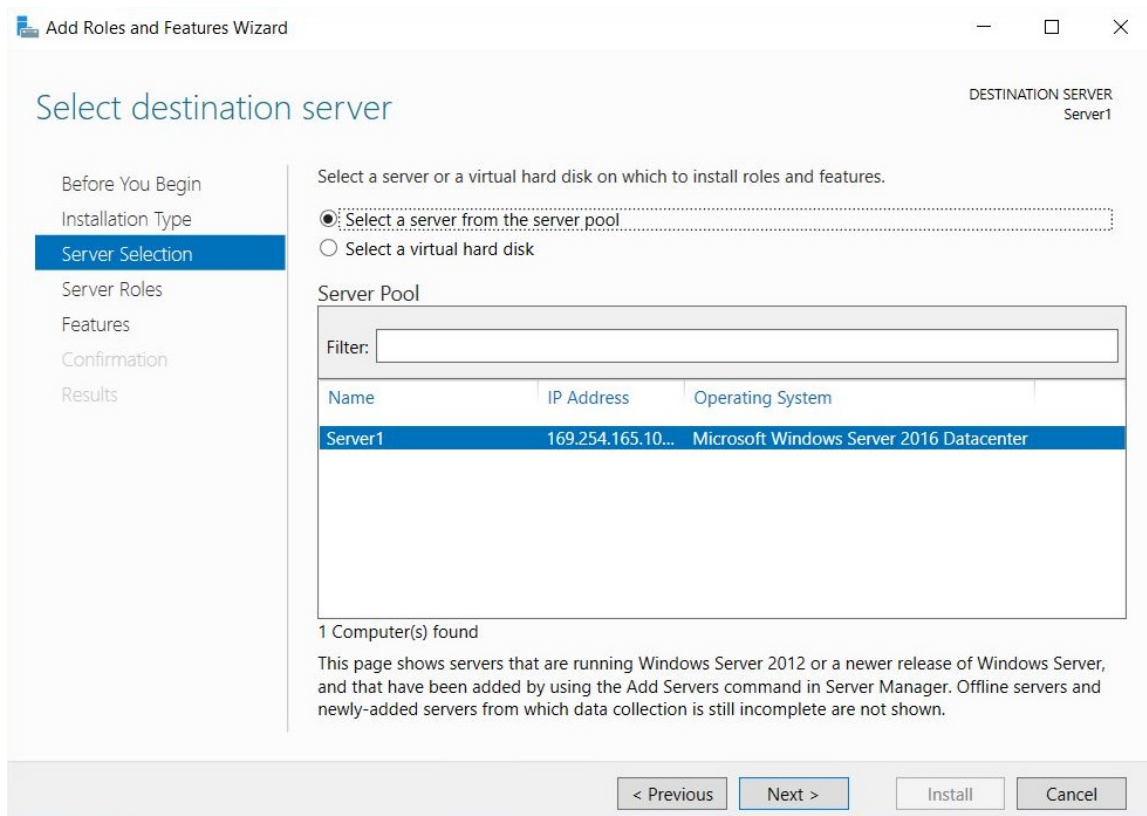 Add Roles and Features Wizard
Select destination server
DESTINATION SERVER
Server1
Before You Begin
Installation Type
Server Selection
Server Roles
Features
Confirmation
Results
Select a server or a virtual hard disk on which to install roles and features.
Select a server from the server pool
Select a virtual hard disk
Server Pool
Filter:
Name IP Address Operating System
Server1 169.254.165.10... Microsoft Windows Server 2016 Datacenter
1 Computer(s) found
This page shows servers that are running Windows Server 2012 or a newer release of Windows Server,
and that have been added by using the Add Servers command in Server Manager. Offline servers and
newly-added servers from which data collection is still incomplete are not shown.
< Previous Next > Install Cancel